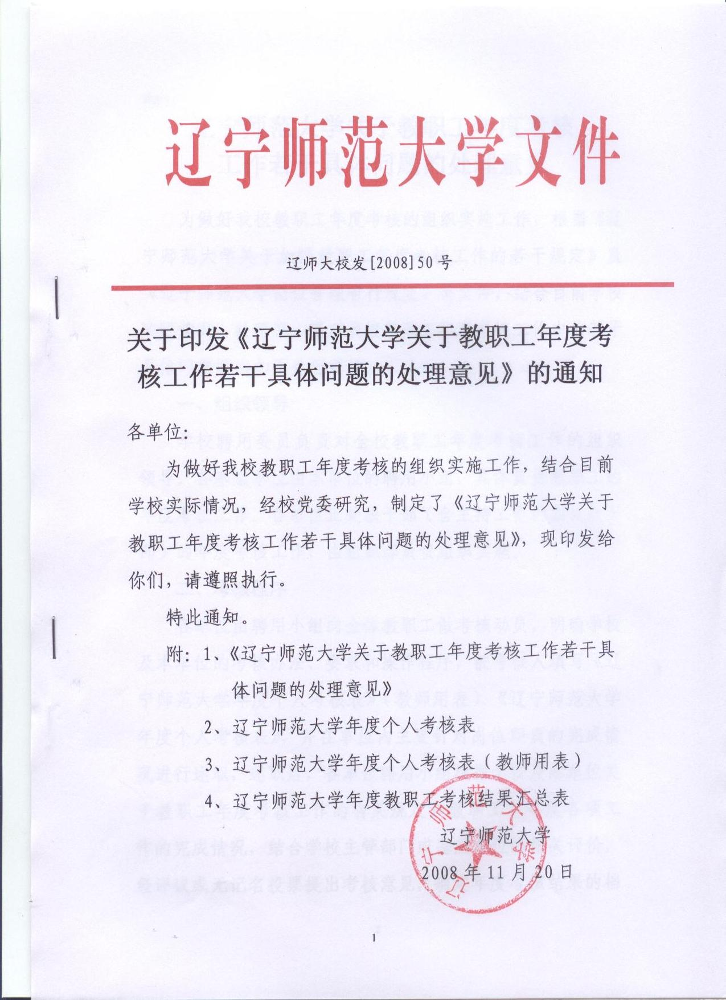 辽宁师范大学文件
辽师大校发[2008]50号
关于印发《辽宁师范大学关于教职工年度考
核工作若干具体问题的处理意见》的通知
各单位：
为做好我校教职工年度考核的组织实施工作，结合目前
学校实际情况，经校党委研究，制定了《辽宁师范大学关于
教职工年度考核工作若干具体问题的处理意见》，现印发给
你们，请遵照执行。
特此通知。
附：1、《辽宁师范大学关于教职工年度考核工作若干具
体问题的处理意见》
2、辽宁师范大学年度个人考核表
3、辽宁师范大学年度个人考核表（教师用表）
4、辽宁师范大学年度教职工考核结果汇总表
辽宁师范大学
2008年11月20日
辽宁师范大学
1